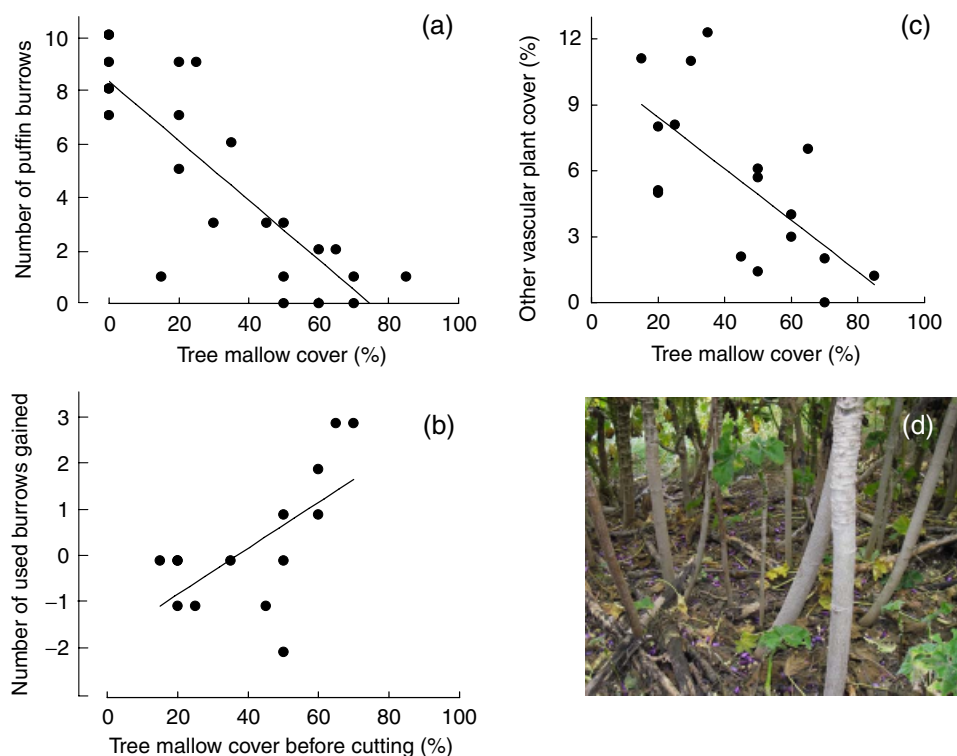 (a)
Number of puffin burrows
10
8
6
4
2
0
0 20 40 60 80 100
Tree mallow cover (%)
(c)
Other vascular plant cover (%)
12
9
6
3
0
0 20 40 60 80 100
Tree mallow cover (%)
(b)
Number of used burrows gained
3
2
1
0
−1
−2
0 20 40 60 80 100
Tree mallow cover before cutting (%)
(d)